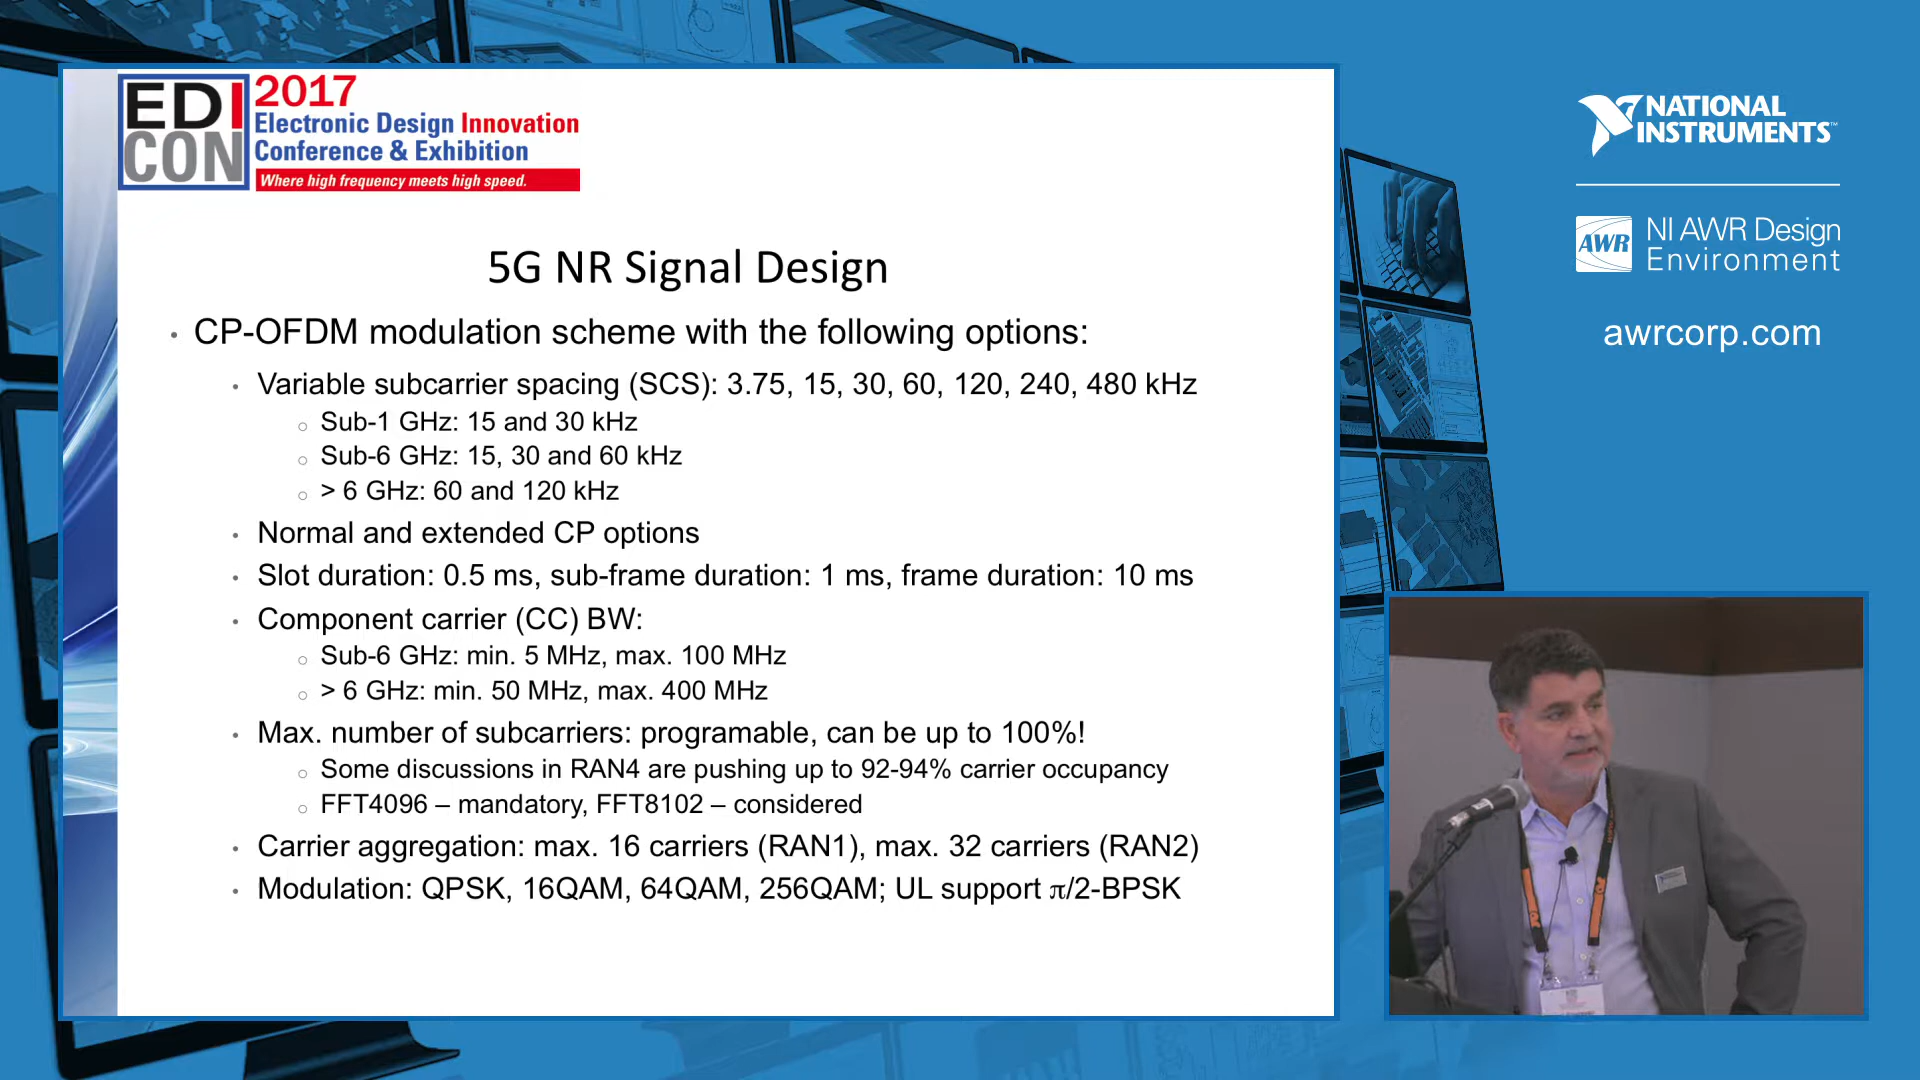 EDI
CON
2017
Electronic Design Innovation
Conference & Exhibition
Where high frequency meets high speed.
5G NR Signal Design
• CP-OFDM modulation scheme with the following options:
• Variable subcarrier spacing (SCS): 3.75, 15, 30, 60, 120, 240, 480 kHz
○ Sub-1 GHz: 15 and 30 kHz
○ Sub-6 GHz: 15, 30 and 60 kHz
○ > 6 GHz: 60 and 120 kHz
• Normal and extended CP options
• Slot duration: 0.5 ms, sub-frame duration: 1 ms, frame duration: 10 ms
• Component carrier (CC) BW:
○ Sub-6 GHz: min. 5 MHz, max. 100 MHz
○ > 6 GHz: min. 50 MHz, max. 400 MHz
• Max. number of subcarriers: programable, can be up to 100%!
○ Some discussions in RAN4 are pushing up to 92-94% carrier occupancy
○ FFT4096 – mandatory, FFT8102 – considered
• Carrier aggregation: max. 16 carriers (RAN1), max. 32 carriers (RAN2)
• Modulation: QPSK, 16QAM, 64QAM, 256QAM; UL support π/2-BPSK
NATIONAL
INSTRUMENTS™
AWR
NI AWR Design
Environment
awrcorp.com